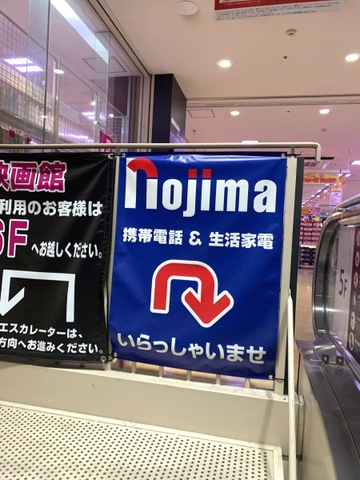 映画館
利用のお客様は
6F へお越しください。
エスカレーターは、
方向へお進みください。
nojima
携帯電話 & 生活家電
いらっしゃいませ
5F